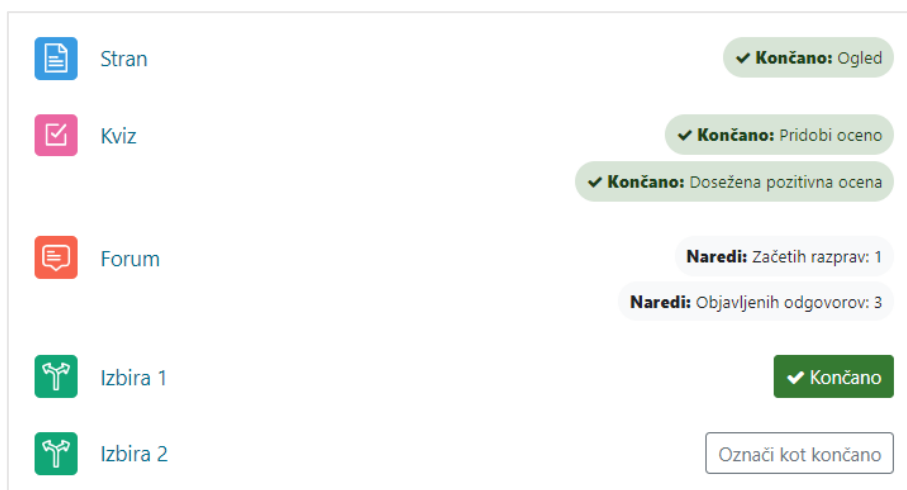 Stran
✔ Končano: Ogled
Kviz
✔ Končano: Pridobi oceno
✔ Končano: Dosežena pozitivna ocena
Forum
Naredi: Začetih razprav: 1
Naredi: Objavljenih odgovorov: 3
Izbira 1
✔ Končano
Izbira 2
Označi kot končano